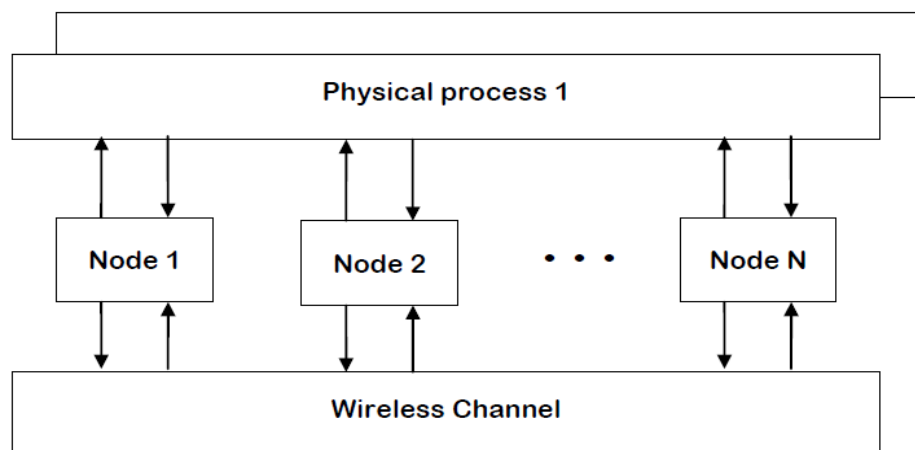 Physical process 1
Node 1
Node 2
• • •
Node N
Wireless Channel